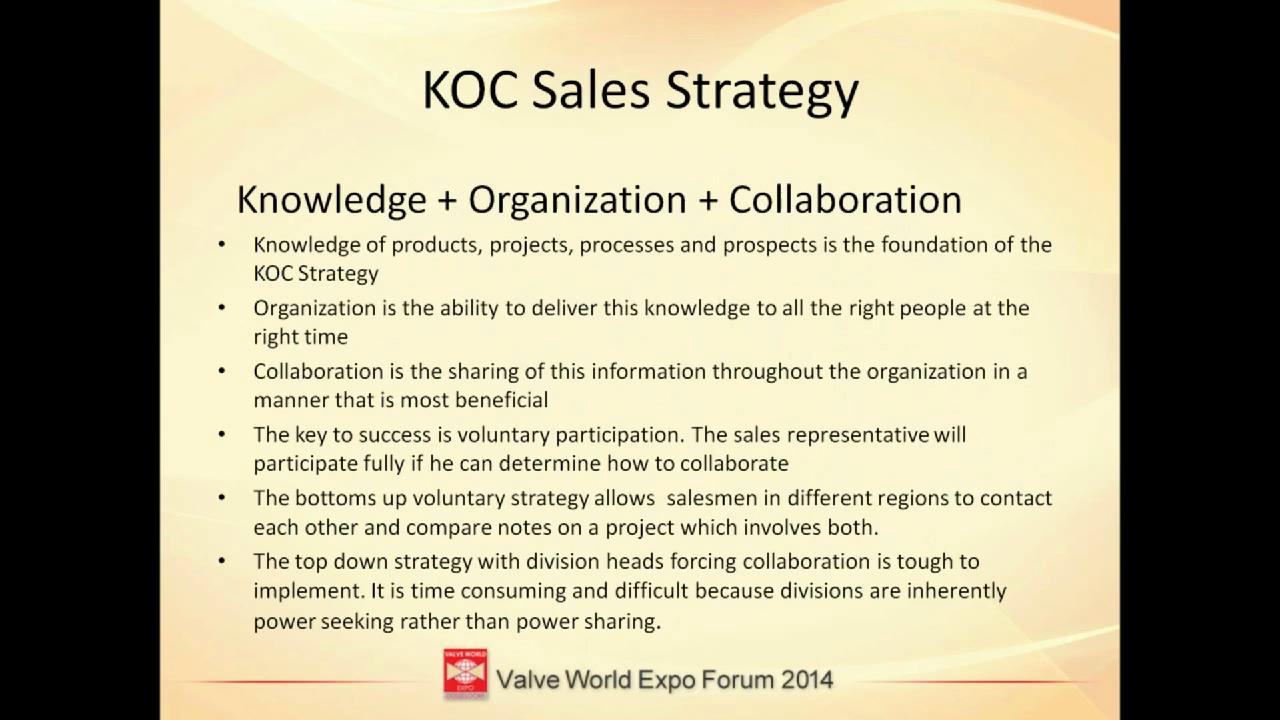 KOC Sales Strategy
Knowledge + Organization + Collaboration
• Knowledge of products, projects, processes and prospects is the foundation of the
KOC Strategy
• Organization is the ability to deliver this knowledge to all the right people at the
right time
• Collaboration is the sharing of this information throughout the organization in a
manner that is most beneficial
• The key to success is voluntary participation. The sales representative will
participate fully if he can determine how to collaborate
• The bottoms up voluntary strategy allows salesmen in different regions to contact
each other and compare notes on a project which involves both.
• The top down strategy with division heads forcing collaboration is tough to
implement. It is time consuming and difficult because divisions are inherently
power seeking rather than power sharing.
VALVE WORLD
EXPO
Valve World Expo Forum 2014